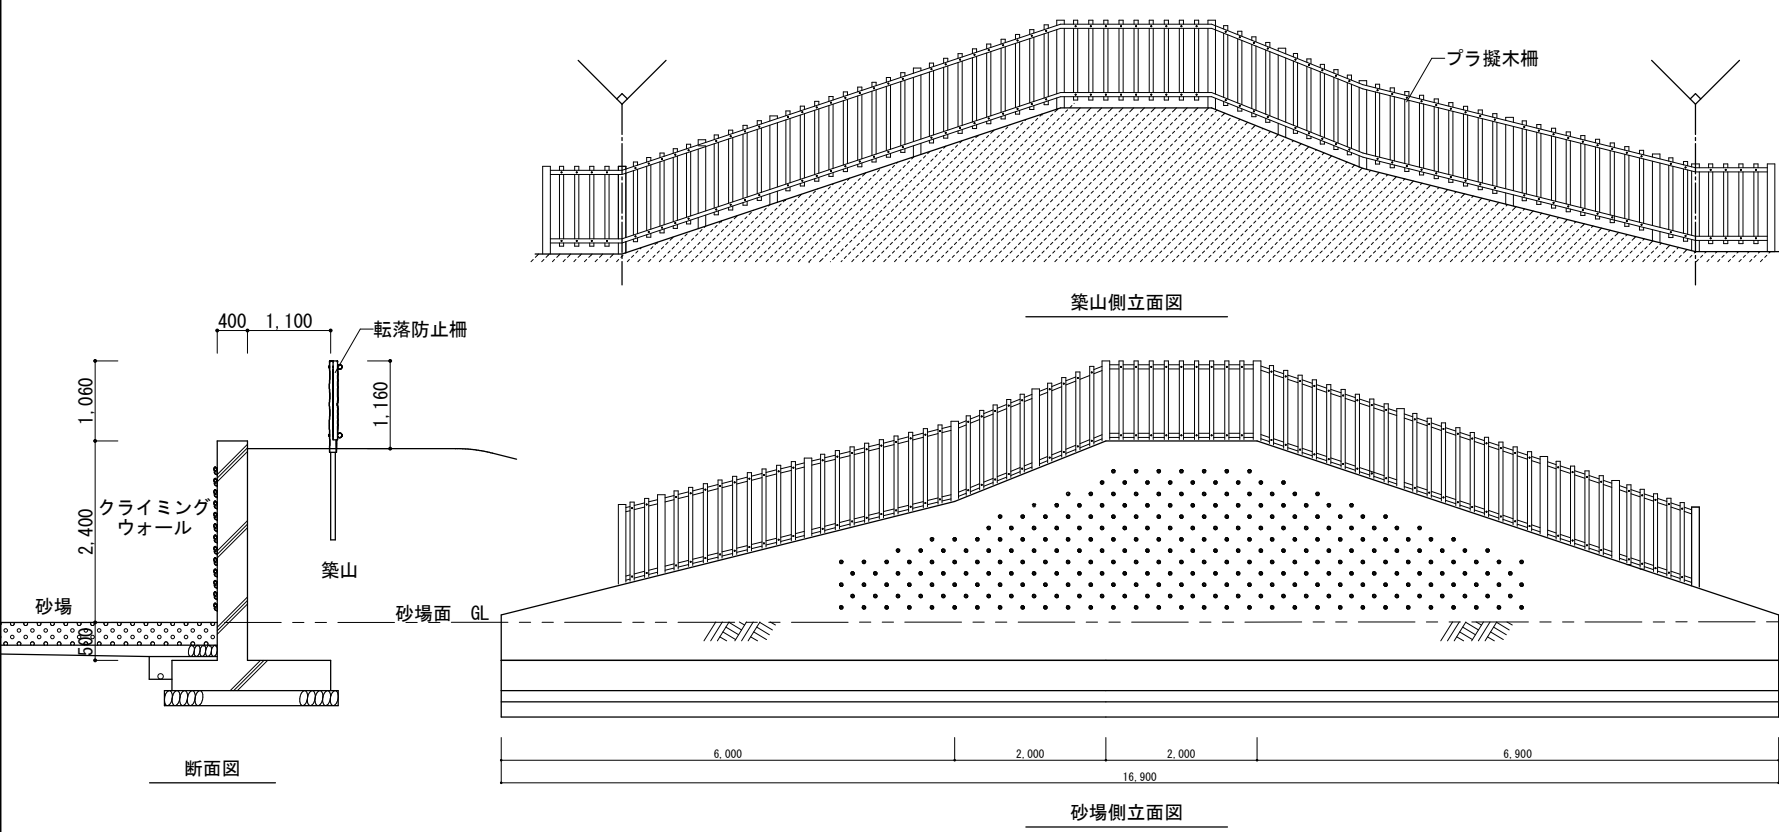 プラ擬木柵
築山側立面図
400
1,100
転落防止柵
1,060
1,160
クライミング
ウォール
2,400
築山
砂場
砂場面 GL
500
6,000
2,000
2,000
6,900
16,900
断面図
砂場側立面図